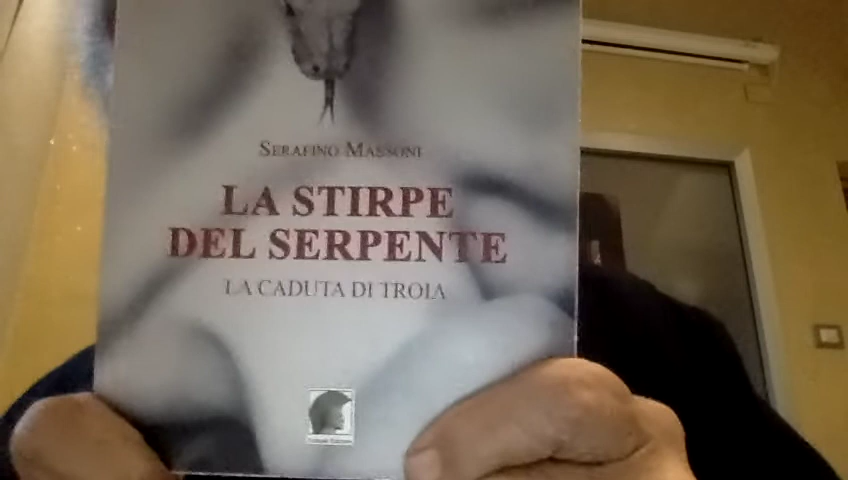 SERAFINO MASSONI
LA STIRPE
DEL SERPENTE
LA CADUTA DI TROIA